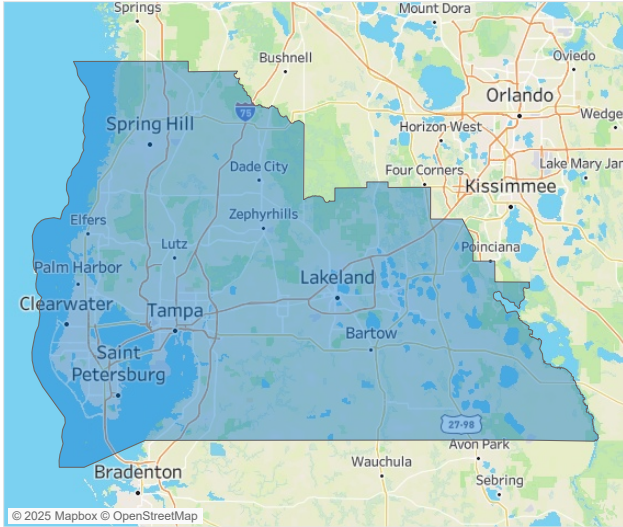 Springs
Mount Dora
Bushnell
Oviedo
Orlando
75
Wedge
Spring Hill
Horizon West
Dade City
Four Corners
Lake Mary Jan
Kissimmee
Elfers
Zephyrhills
Lutz
Poinciana
Palm Harbor
Lakeland
Clearwater
Tampa
Bartow
Saint
Petersburg
27-98
Avon Park
Bradenton
Wauchula
Sebring
© 2025 Mapbox © OpenStreetMap